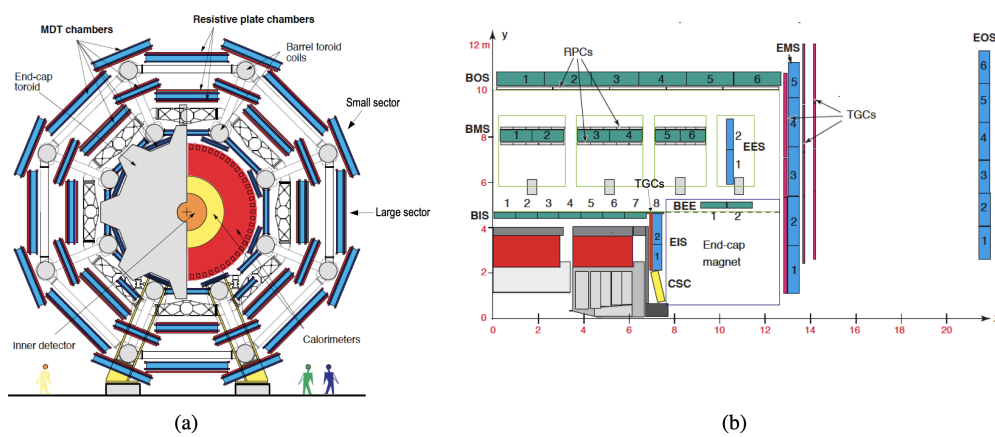 Resistive plate chambers
MDT chambers
Barrel toroid
coils
End-cap
toroid
Small sector
Large sector
Inner detector
Calorimeters
(a)
y
12 m
10
8
6
4
2
0
0 2 4 6 8 10 12 14 16 18 20
RPCs
EMS
EOS
BOS
1 2 3 4 5 6
BMS
1 2 3 4 5 6
2
1
EES
TGCs
TGCs
1 2 3 4 5 6 7 8
BIS
BEE
1 2
2
1
EIS
End-cap
magnet
CSC
5
4
3
2
1
6
5
4
3
2
1
(b)